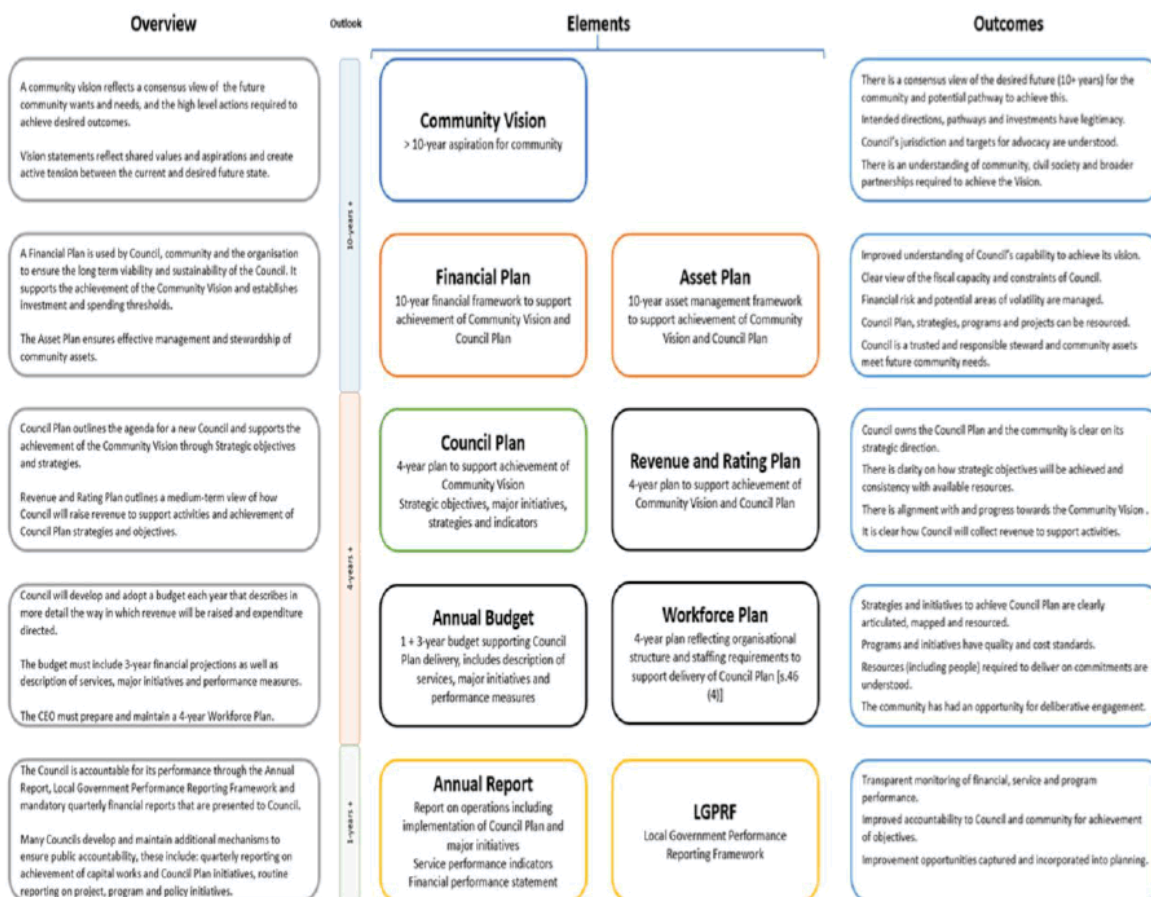 Overview
Outlook
Elements
Outcomes
A community vision reflects a consensus view of the future
community wants and needs, and the high level actions required to
achieve desired outcomes.
Vision statements reflect shared values and aspirations and create
active tension between the current and desired future state.
10-years +
Community Vision
> 10-year aspiration for community
There is a consensus view of the desired future (10+ years) for the
community and potential pathway to achieve this.
Intended directions, pathways and investments have legitimacy.
Council's jurisdiction and targets for advocacy are understood.
There is an understanding of community, civil society and broader
partnerships required to achieve the Vision.
A Financial Plan is used by Council, community and the organisation
to ensure the long term viability and sustainability of the Council. It
supports the achievement of the Community Vision and establishes
investment and spending thresholds.
The Asset Plan ensures effective management and stewardship of
community assets.
Financial Plan
10-year financial framework to support
achievement of Community Vision and
Council Plan
Asset Plan
10-year asset management framework
to support achievement of Community
Vision and Council Plan
Improved understanding of Council's capability to achieve its vision.
Clear view of the fiscal capacity and constraints of Council.
Financial risk and potential areas of volatility are managed.
Council Plan, strategies, programs and projects can be resourced.
Council is a trusted and responsible steward and community assets
meet future community needs.
Council Plan outlines the agenda for a new Council and supports the
achievement of the Community Vision through Strategic objectives
and strategies.
Revenue and Rating Plan outlines a medium-term view of how
Council will raise revenue to support activities and achievement of
Council Plan strategies and objectives.
4-years +
Council Plan
4-year plan to support achievement of
Community Vision
Strategic objectives, major initiatives,
strategies and indicators
Revenue and Rating Plan
4-year plan to support achievement of
Community Vision and Council Plan
Council owns the Council Plan and the community is clear on its
strategic direction.
There is clarity on how strategic objectives will be achieved and
consistency with available resources.
There is alignment with and progress towards the Community Vision .
It is clear how Council will collect revenue to support activities.
Council will develop and adopt a budget each year that describes in
more detail the way in which revenue will be raised and expenditure
directed.
The budget must include 3-year financial projections as well as
description of services, major initiatives and performance measures.
The CEO must prepare and maintain a 4-year Workforce Plan.
Annual Budget
1 + 3-year budget supporting Council
Plan delivery, includes description of
services, major initiatives and
performance measures
Workforce Plan
4-year plan reflecting organisational
structure and staffing requirements to
support delivery of Council Plan [s.46
(4)]
Strategies and initiatives to achieve Council Plan are clearly
articulated, mapped and resourced.
Programs and initiatives have quality and cost standards.
Resources (including people) required to deliver on commitments are
understood.
The community has had an opportunity for deliberative engagement.
The Council is accountable for its performance through the Annual
Report, Local Government Performance Reporting Framework and
mandatory quarterly financial reports that are presented to Council.
Many Councils develop and maintain additional mechanisms to
ensure public accountability, these include: quarterly reporting on
achievement of capital works and Council Plan initiatives, routine
reporting on project, program and policy initiatives.
1-years +
Annual Report
Report on operations including
implementation of Council Plan and
major initiatives
Service performance indicators
Financial performance statement
LGPRF
Local Government Performance
Reporting Framework
Transparent monitoring of financial, service and program
performance.
Improved accountability to Council and community for achievement
of objectives.
Improvement opportunities captured and incorporated into planning.